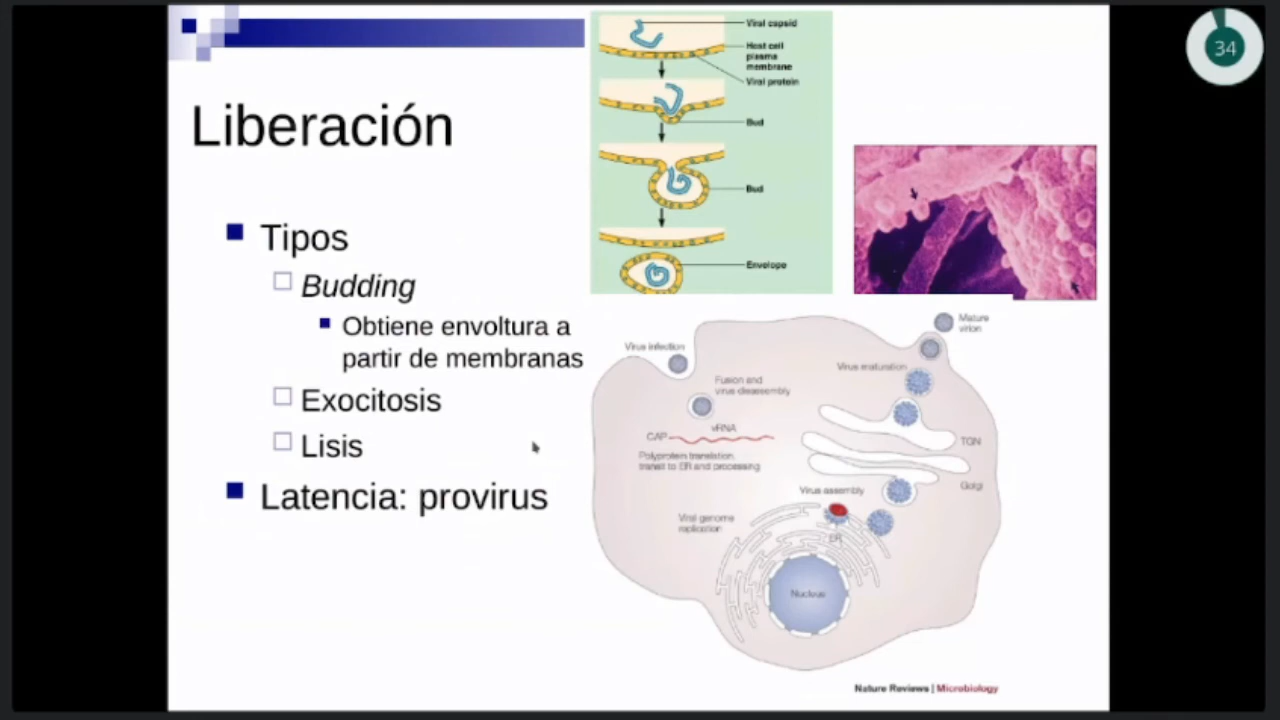 34
Liberación
Tipos
Budding
Obtiene envoltura a
partir de membranas
Exocitosis
Lisis
Latencia: provirus
Viral capsid
Host cell
plasma
membrane
Viral protein
Bud
Bud
Envelope
Virus infection
Fusion and
virus disassembly
vRNA
CAP
Polyprotein translation,
transit to ER and processing
Viral genome
replication
Virus assembly
ER
Nucleus
Golgi
TGN
Virus maturation
Mature
virion
Nature Reviews | Microbiology